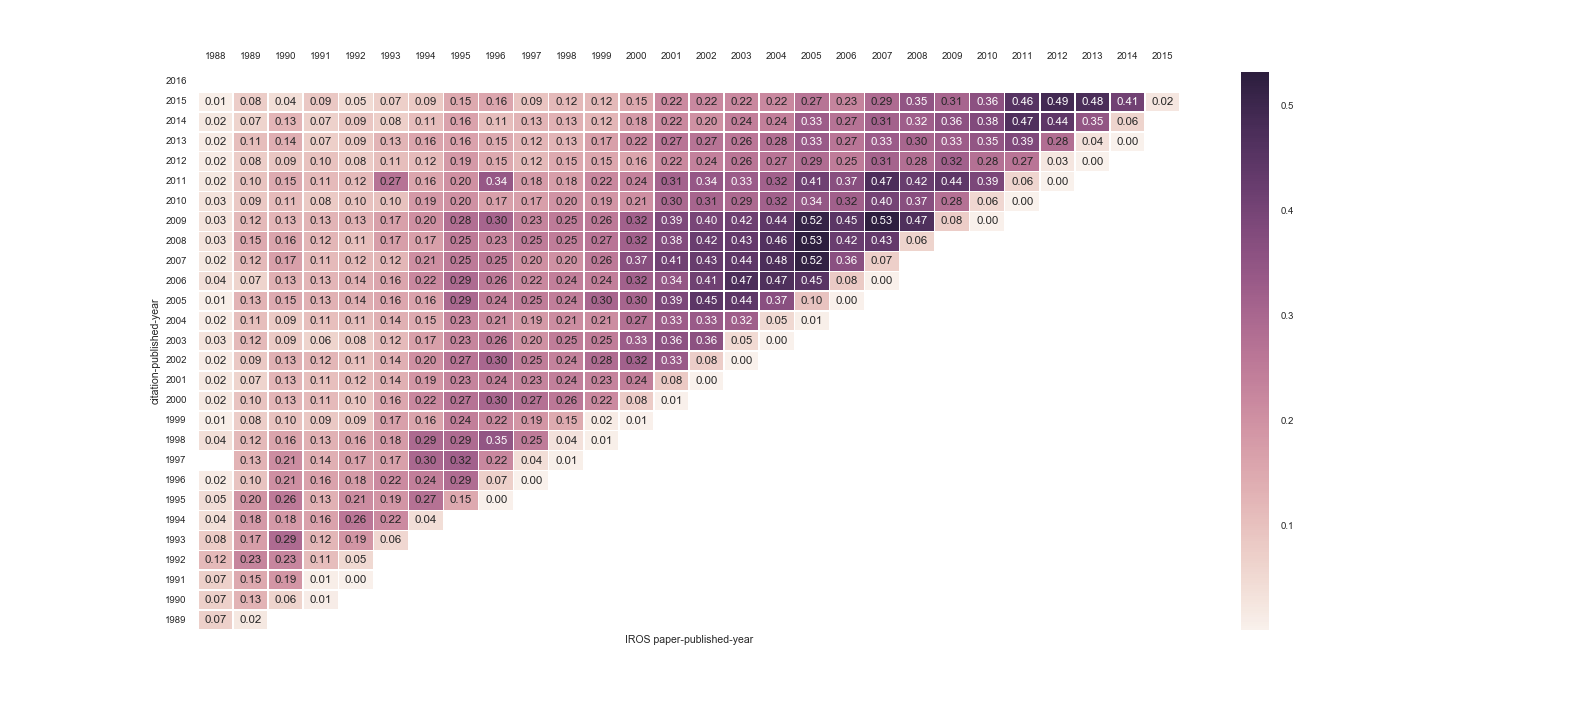 1988 1989 1990 1991 1992 1993 1994 1995 1996 1997 1998 1999 2000 2001 2002 2003 2004 2005 2006 2007 2008 2009 2010 2011 2012 2013 2014 2015
2016
2015 0.01 0.08 0.04 0.09 0.05 0.07 0.09 0.15 0.16 0.09 0.12 0.12 0.15 0.22 0.22 0.22 0.22 0.27 0.23 0.29 0.35 0.31 0.36 0.46 0.49 0.48 0.41 0.02
2014 0.02 0.07 0.13 0.07 0.09 0.08 0.11 0.16 0.11 0.13 0.13 0.12 0.18 0.22 0.20 0.24 0.24 0.33 0.27 0.31 0.32 0.36 0.38 0.47 0.44 0.35 0.06
2013 0.02 0.11 0.14 0.07 0.09 0.13 0.16 0.16 0.15 0.12 0.13 0.17 0.22 0.27 0.27 0.26 0.28 0.33 0.27 0.33 0.30 0.33 0.35 0.39 0.28 0.04 0.00
2012 0.02 0.08 0.09 0.10 0.08 0.11 0.12 0.19 0.15 0.12 0.15 0.15 0.16 0.22 0.24 0.26 0.27 0.29 0.25 0.31 0.28 0.32 0.28 0.27 0.03 0.00
2011 0.02 0.10 0.15 0.11 0.12 0.27 0.16 0.20 0.34 0.18 0.18 0.22 0.24 0.31 0.34 0.33 0.32 0.41 0.37 0.47 0.42 0.44 0.39 0.06 0.00
2010 0.03 0.09 0.11 0.08 0.10 0.10 0.19 0.20 0.17 0.17 0.20 0.19 0.21 0.30 0.31 0.29 0.32 0.34 0.32 0.40 0.37 0.28 0.06 0.00
2009 0.03 0.12 0.13 0.13 0.13 0.17 0.20 0.28 0.30 0.23 0.25 0.26 0.32 0.39 0.40 0.42 0.44 0.52 0.45 0.53 0.47 0.08 0.00
2008 0.03 0.15 0.16 0.12 0.11 0.17 0.17 0.25 0.23 0.25 0.25 0.27 0.32 0.38 0.42 0.43 0.46 0.53 0.42 0.43 0.06
2007 0.02 0.12 0.17 0.11 0.12 0.12 0.21 0.25 0.25 0.20 0.20 0.26 0.37 0.41 0.43 0.44 0.48 0.52 0.36 0.07
2006 0.04 0.07 0.13 0.13 0.14 0.16 0.22 0.29 0.26 0.22 0.24 0.24 0.32 0.34 0.41 0.47 0.47 0.45 0.08 0.00
2005 0.01 0.13 0.15 0.13 0.14 0.16 0.16 0.29 0.24 0.25 0.24 0.30 0.30 0.39 0.45 0.44 0.37 0.10 0.00
2004 0.02 0.11 0.09 0.11 0.11 0.14 0.15 0.23 0.21 0.19 0.21 0.21 0.27 0.33 0.33 0.32 0.05 0.01
2003 0.03 0.12 0.09 0.06 0.08 0.12 0.17 0.23 0.26 0.20 0.25 0.25 0.33 0.36 0.36 0.05 0.00
2002 0.02 0.09 0.13 0.12 0.11 0.14 0.20 0.27 0.30 0.25 0.24 0.28 0.32 0.33 0.08 0.00
2001 0.02 0.07 0.13 0.11 0.12 0.14 0.19 0.23 0.24 0.23 0.24 0.23 0.24 0.08 0.00
2000 0.02 0.10 0.13 0.11 0.10 0.16 0.22 0.27 0.30 0.27 0.26 0.22 0.08 0.01
1999 0.01 0.08 0.10 0.09 0.09 0.17 0.16 0.24 0.22 0.19 0.15 0.02 0.01
1998 0.04 0.12 0.16 0.13 0.16 0.18 0.29 0.29 0.35 0.25 0.04 0.01
1997 0.13 0.21 0.14 0.17 0.17 0.30 0.32 0.22 0.04 0.01
1996 0.02 0.10 0.21 0.16 0.18 0.22 0.24 0.29 0.07 0.00
1995 0.05 0.20 0.26 0.13 0.21 0.19 0.27 0.15 0.00
1994 0.04 0.18 0.18 0.16 0.26 0.22 0.04
1993 0.08 0.17 0.29 0.12 0.19 0.06
1992 0.12 0.23 0.23 0.11 0.05
1991 0.07 0.15 0.19 0.01 0.00
1990 0.07 0.13 0.06 0.01
1989 0.07 0.02
citation-published-year
IROS paper-published-year
0.5
0.4
0.3
0.2
0.1